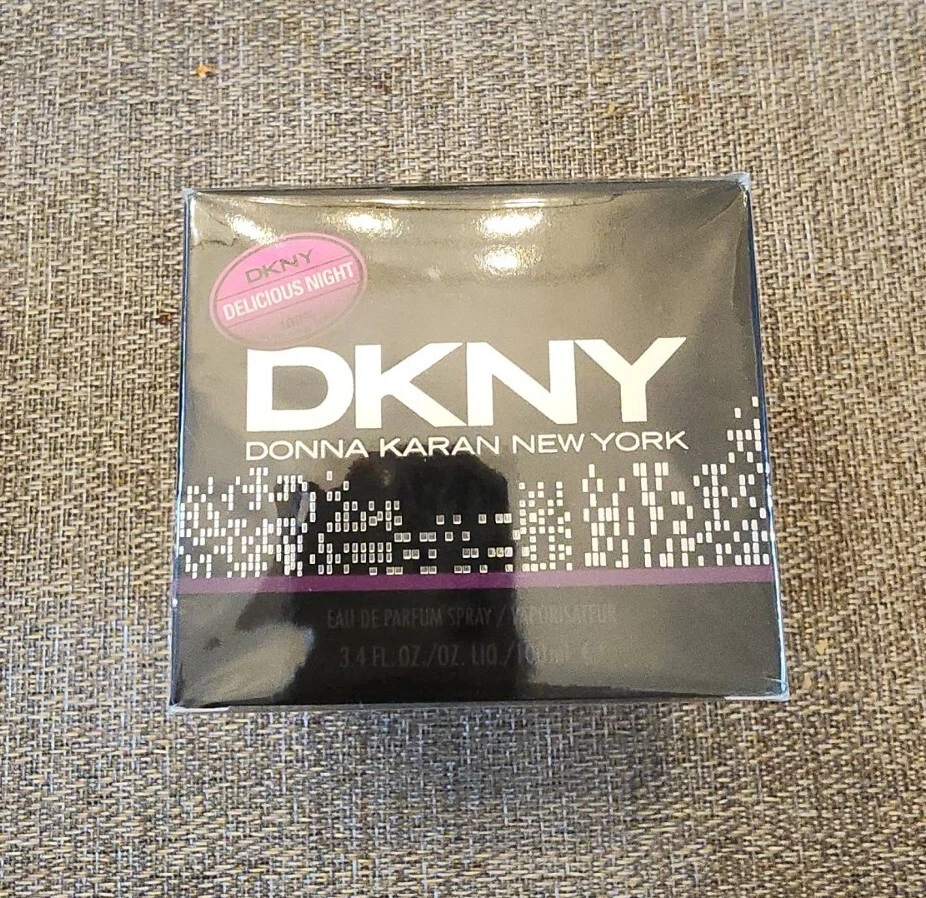 DKNY
DELICIOUS NIGHT
DKNY
DONNA KARAN NEW YORK
EAU DE PARFUM SPRAY / VAPORISATEUR
3.4 FL. OZ./OZ. LIQ./100 ml ℮